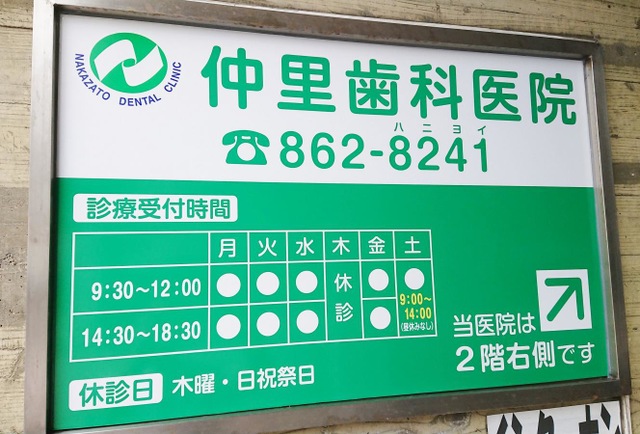 NAKAZATO DENTAL CLINIC
仲里歯科医院
ハニヨイ
☎862-8241
診療受付時間
月 火 水 木 金 土
9:30~12:00 ● ● ● 休診 ● ●
14:30~18:30 ● ● ● ● 9:00~14:00
(昼休みなし)
当医院は
2階右側です
休診日 木曜・日祝祭日